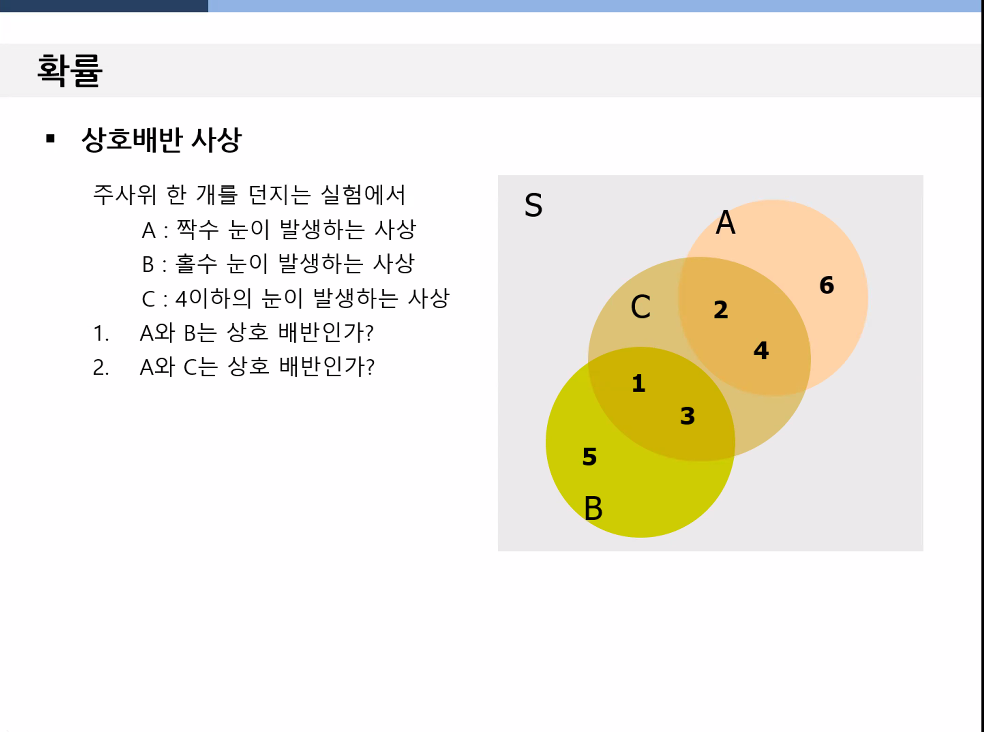 확률
▪ 상호배반 사상
주사위 한 개를 던지는 실험에서
A : 짝수 눈이 발생하는 사상
B : 홀수 눈이 발생하는 사상
C : 4이하의 눈이 발생하는 사상
1. A와 B는 상호 배반인가?
2. A와 C는 상호 배반인가?
S
A
6
C
2
4
1
3
5
B